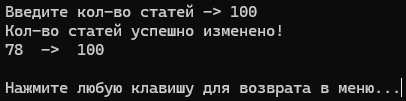 Введите кол-во статей -> 100
Кол-во статей успешно изменено!
78  ->  100
Нажмите любую клавишу для возврата в меню...